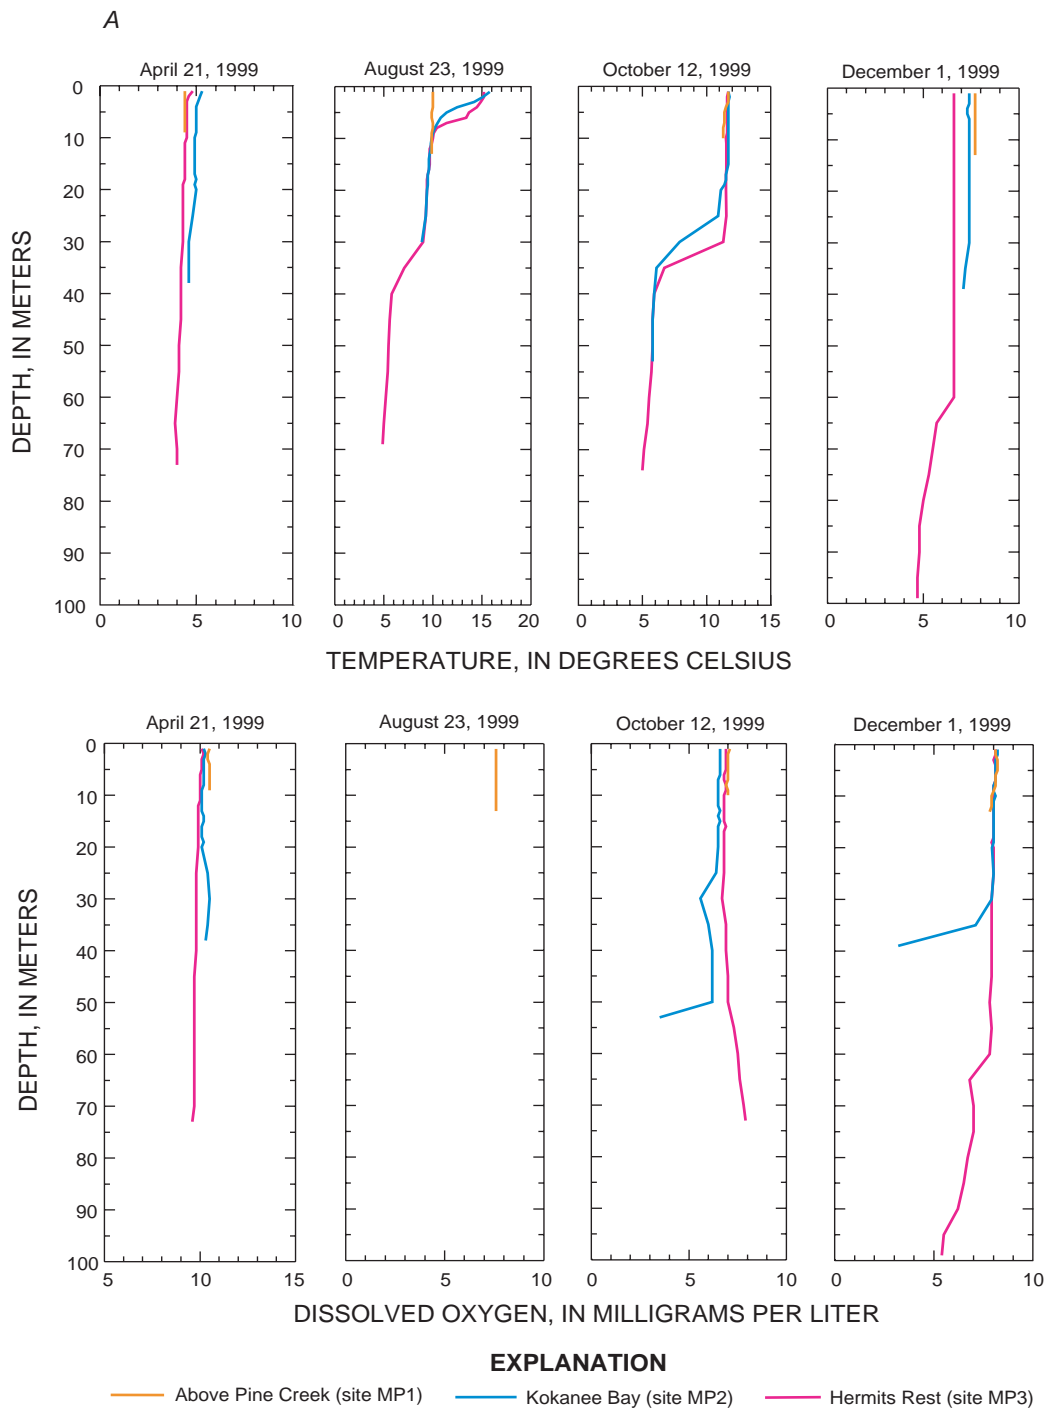 A
April 21, 1999
August 23, 1999
October 12, 1999
December 1, 1999
0
10
20
30
40
50
60
70
80
90
100
DEPTH, IN METERS
0 5 10
0 5 10 15 20
0 5 10 15
0 5 10
TEMPERATURE, IN DEGREES CELSIUS
April 21, 1999
August 23, 1999
October 12, 1999
December 1, 1999
0
10
20
30
40
50
60
70
80
90
100
DEPTH, IN METERS
5 10 15
0 5 10
0 5 10
0 5 10
DISSOLVED OXYGEN, IN MILLIGRAMS PER LITER
EXPLANATION
Above Pine Creek (site MP1) Kokanee Bay (site MP2) Hermits Rest (site MP3)